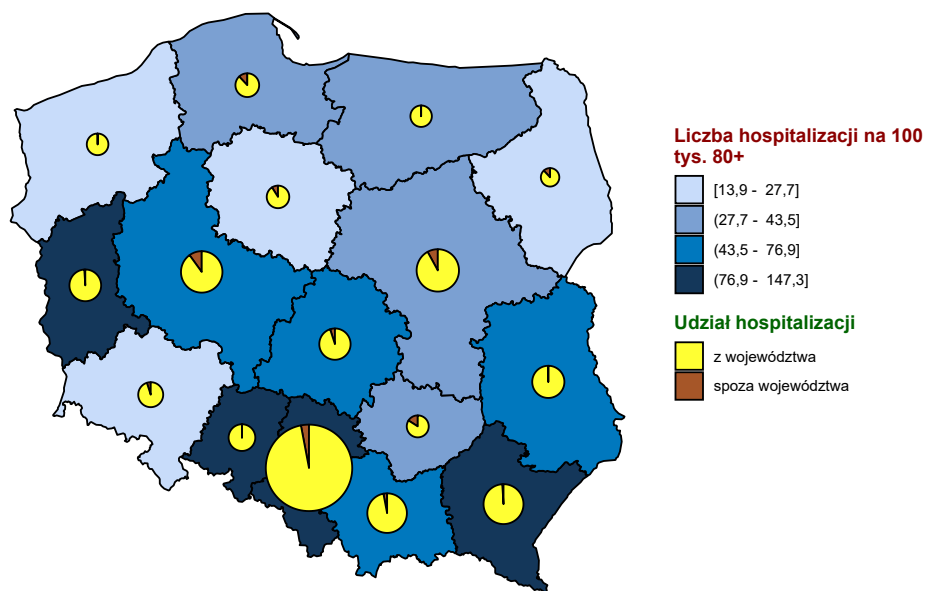 Liczba hospitalizacji na 100
tys. 80+
[13,9 - 27,7]
(27,7 - 43,5]
(43,5 - 76,9]
(76,9 - 147,3]
Udział hospitalizacji
z województwa
spoza województwa